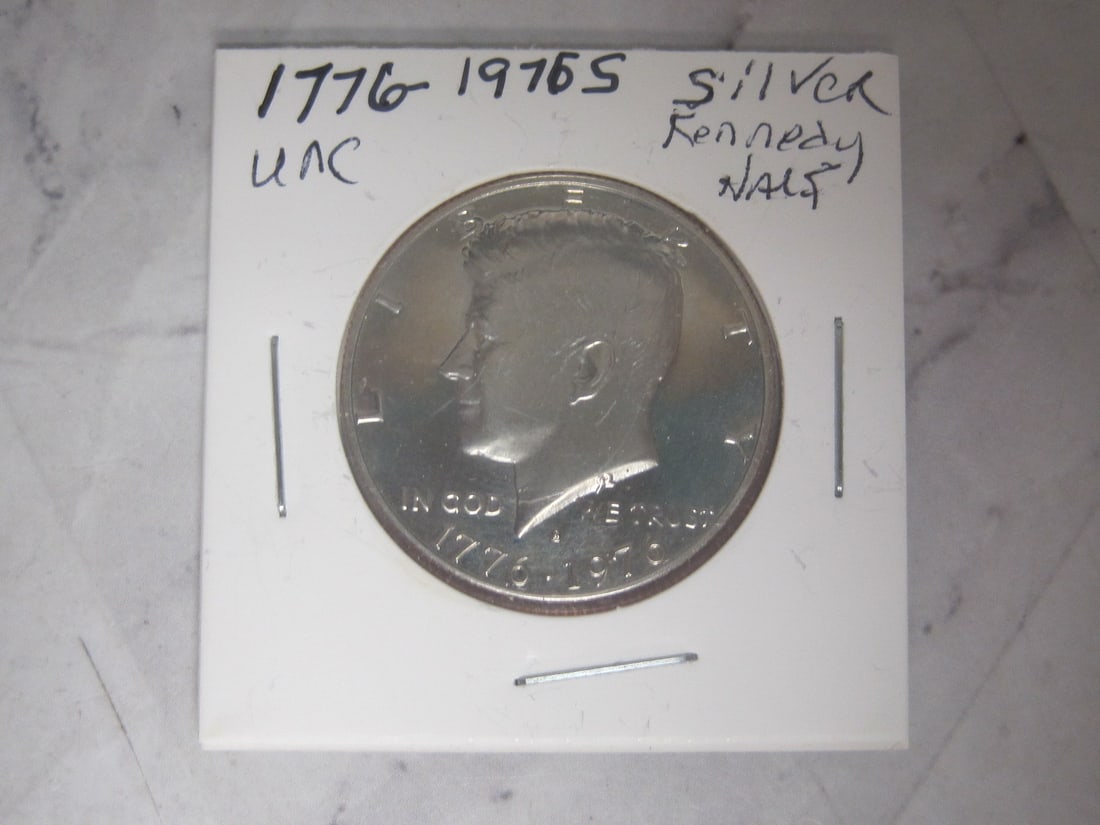 1776-1976S Silver
Kennedy
UNC
HALF
LIBERTY
IN GOD WE TRUST
S
1776·1976